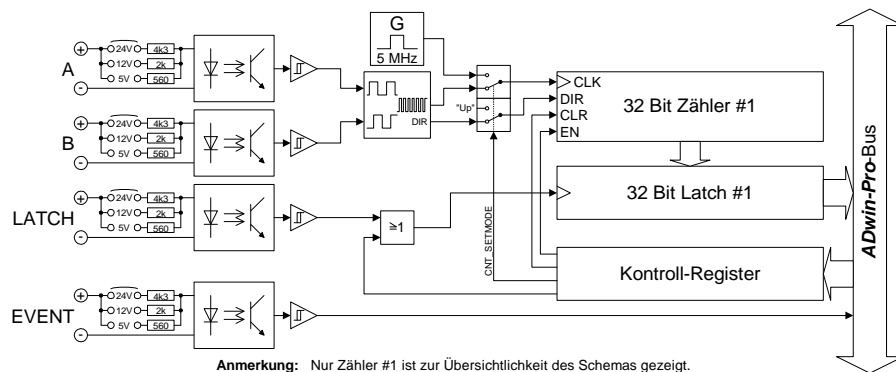 G
5 MHz
+
24V
4k3
12V
2k
5V
560
-
A
+
24V
4k3
12V
2k
5V
560
-
B
DIR
"Up"
CLK
DIR
CLR
EN
32 Bit Zähler #1
+
24V
4k3
12V
2k
5V
560
-
LATCH
≥1
CNT_SETMODE
32 Bit Latch #1
Kontroll-Register
+
24V
4k3
12V
2k
5V
560
-
EVENT
ADwin-Pro-Bus
Anmerkung: Nur Zähler #1 ist zur Übersichtlichkeit des Schemas gezeigt.